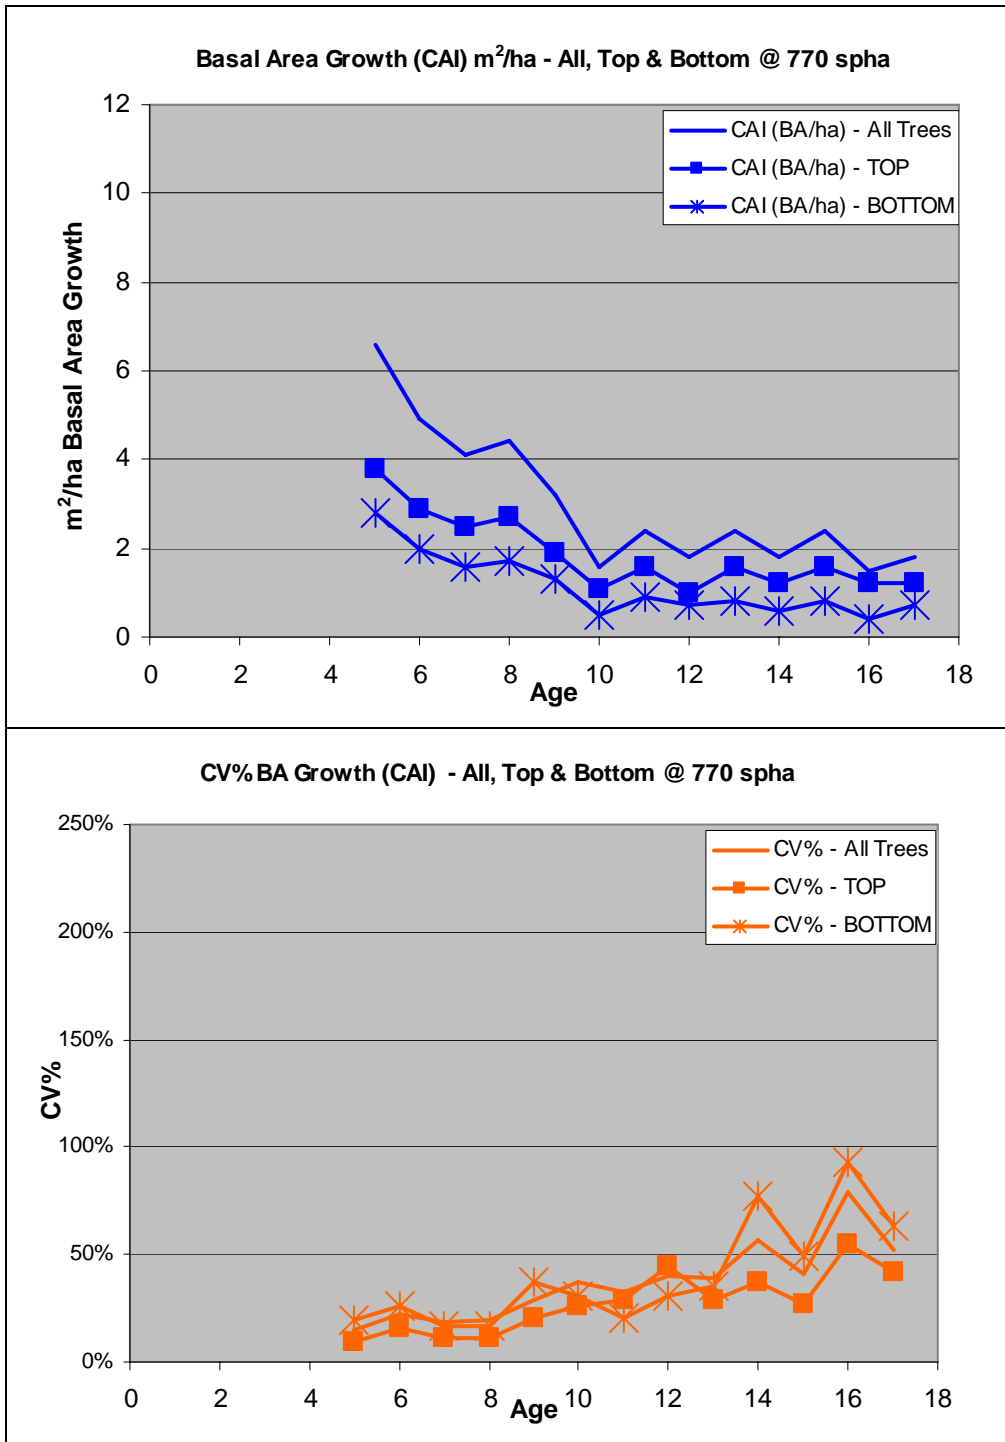 Basal Area Growth (CAI) m²/ha - All, Top & Bottom @ 770 spha
12
10
8
6
4
2
0
m²/ha Basal Area Growth
CAI (BA/ha) - All Trees
CAI (BA/ha) - TOP
CAI (BA/ha) - BOTTOM
0 2 4 6 8 10 12 14 16 18
Age
CV% BA Growth (CAI) - All, Top & Bottom @ 770 spha
250%
200%
150%
100%
50%
0%
CV%
CV% - All Trees
CV% - TOP
CV% - BOTTOM
0 2 4 6 8 10 12 14 16 18
Age